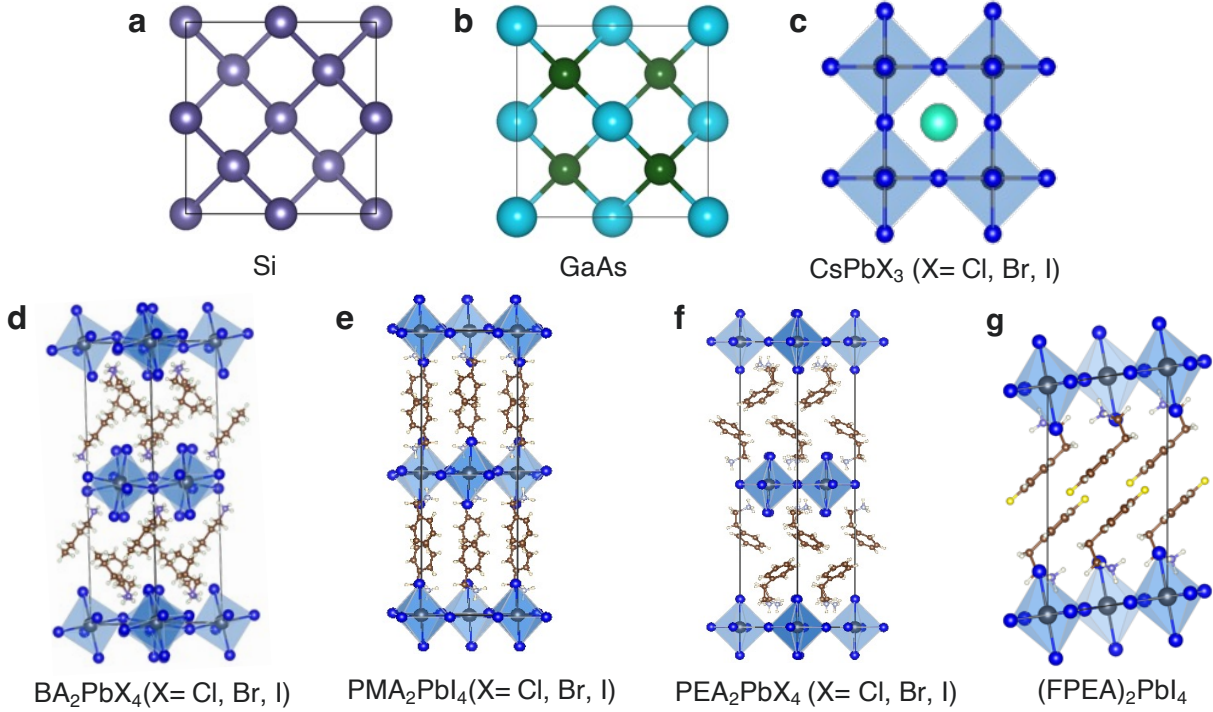 a
b
c
Si
GaAs
CsPbX₃ (X= Cl, Br, I)
d
e
f
g
BA₂PbX₄(X= Cl, Br, I)
PMA₂PbI₄(X= Cl, Br, I)
PEA₂PbX₄ (X= Cl, Br, I)
(FPEA)₂PbI₄